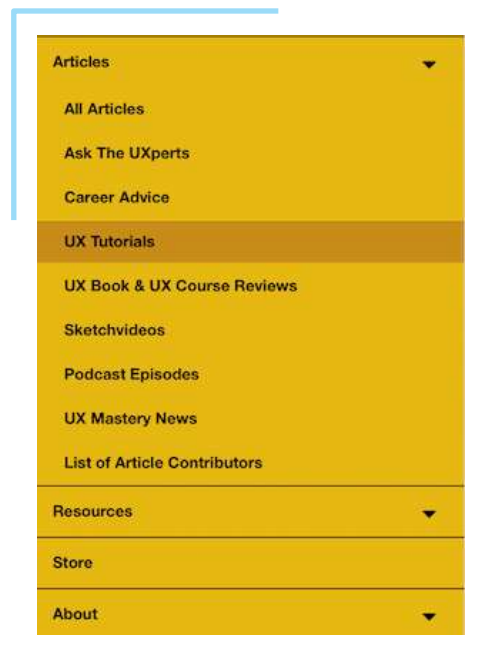 Articles
All Articles
Ask The UXperts
Career Advice
UX Tutorials
UX Book & UX Course Reviews
Sketchvideos
Podcast Episodes
UX Mastery News
List of Article Contributors
Resources
Store
About